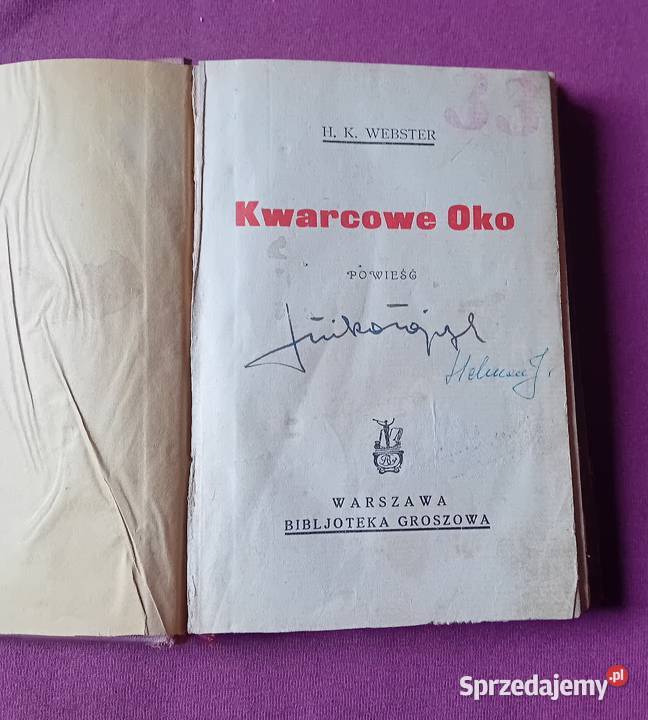 H. K. WEBSTER
Kwarcowe Oko
POWIEŚĆ
WARSZAWA
BIBLJOTEKA GROSZOWA
Sprzedajemy.pl